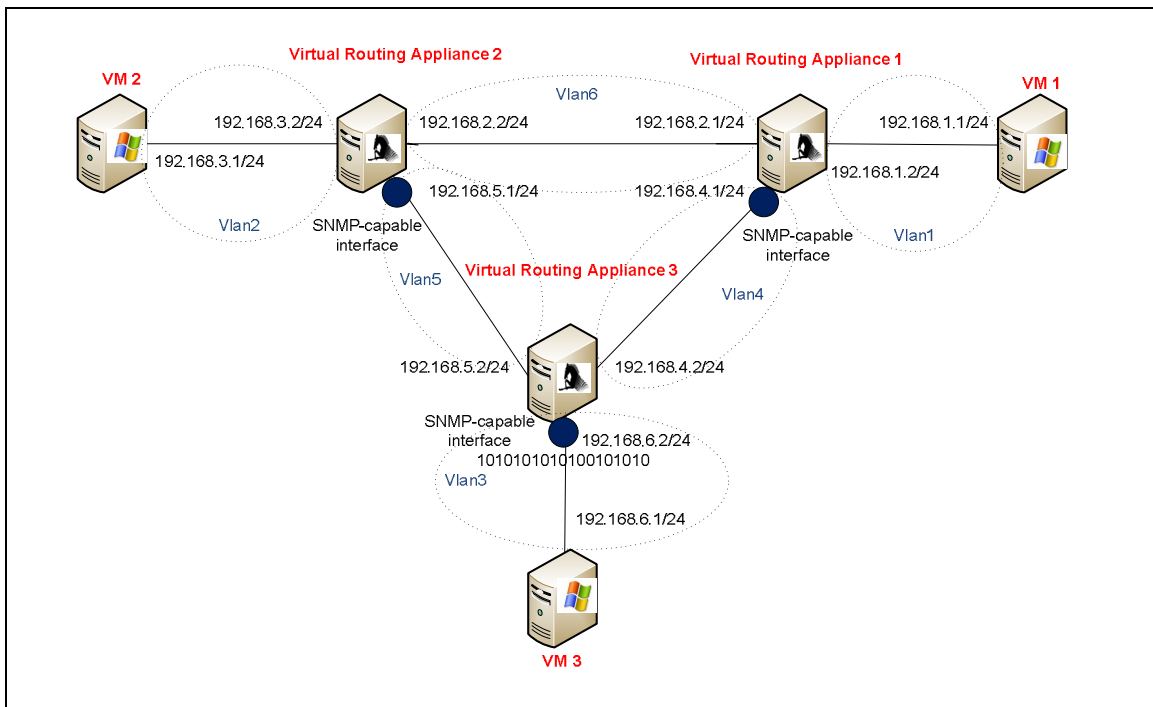 Virtual Routing Appliance 2
Virtual Routing Appliance 1
VM 2
VM 1
Vlan6
192.168.3.2/24
192.168.2.2/24
192.168.2.1/24
192.168.1.1/24
192.168.3.1/24
192.168.1.2/24
192.168.5.1/24
192.168.4.1/24
Vlan2
SNMP-capable
interface
SNMP-capable
interface
Vlan1
Virtual Routing Appliance 3
Vlan5
Vlan4
192.168.5.2/24
192.168.4.2/24
SNMP-capable
interface
192.168.6.2/24
1010101010100101010
Vlan3
192.168.6.1/24
VM 3